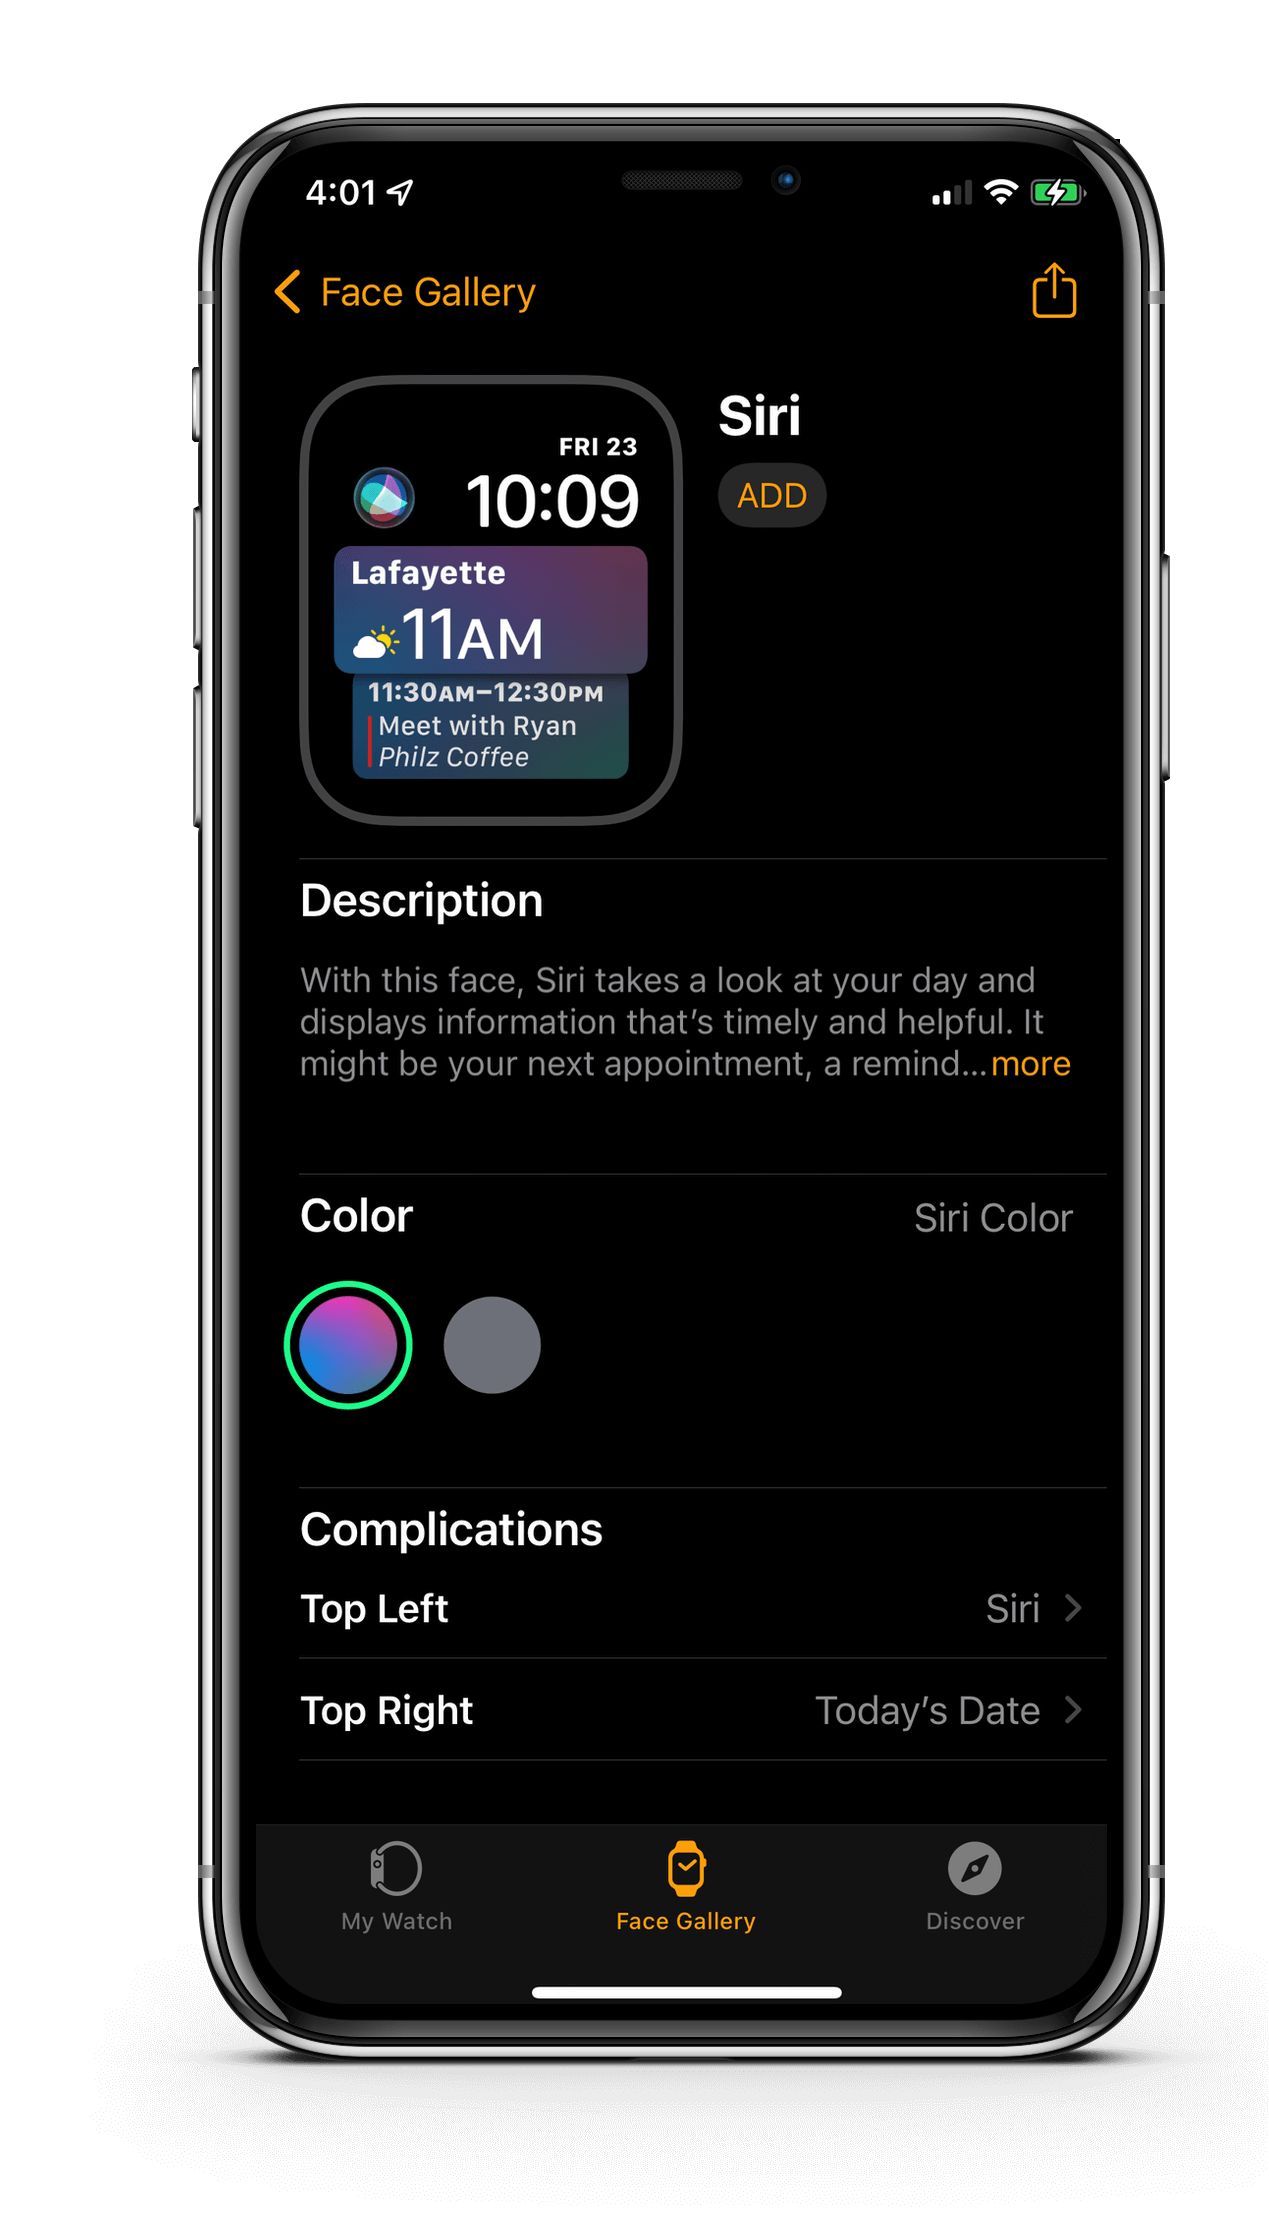 4:01
Face Gallery
FRI 23
10:09
Lafayette
11AM
11:30AM–12:30PM
Meet with Ryan
Philz Coffee
Siri
ADD
Description
With this face, Siri takes a look at your day and
displays information that’s timely and helpful. It
might be your next appointment, a remind...more
Color
Siri Color
Complications
Top Left
Siri
Top Right
Today’s Date
My Watch
Face Gallery
Discover